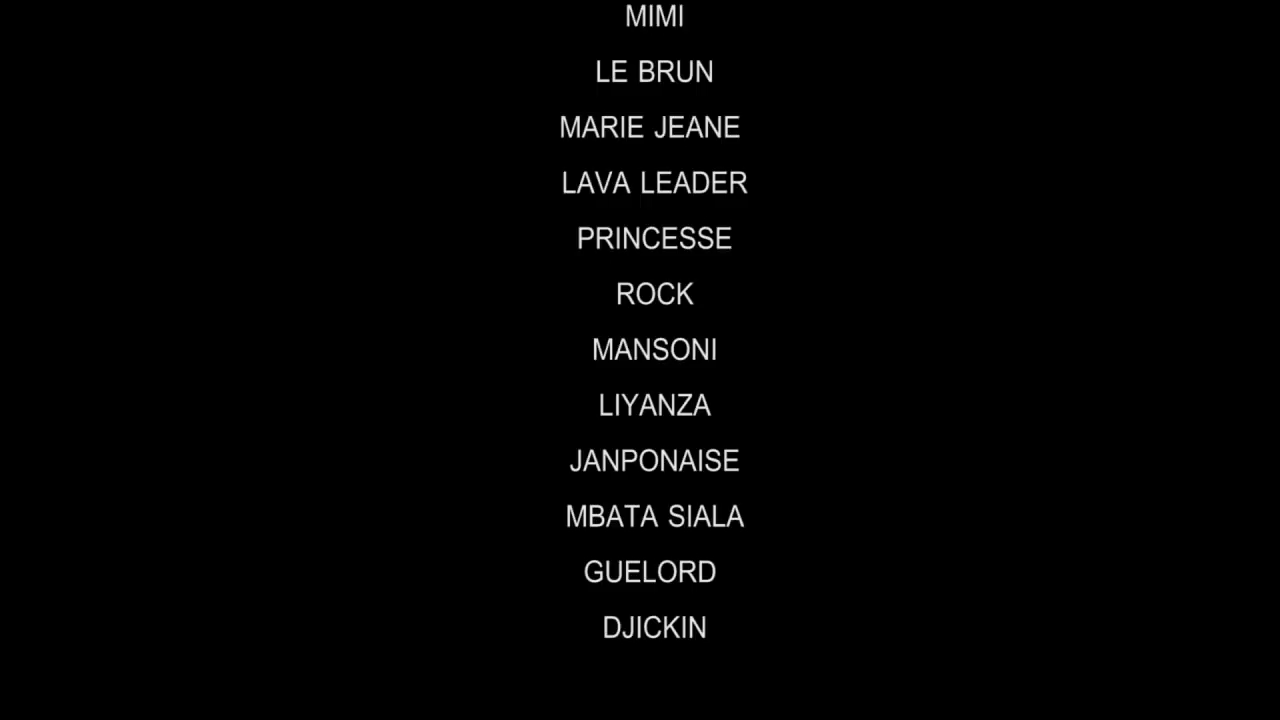 MIMI
LE BRUN
MARIE JEANE
LAVA LEADER
PRINCESSE
ROCK
MANSONI
LIYANZA
JANPONAISE
MBATA SIALA
GUELORD
DJICKIN